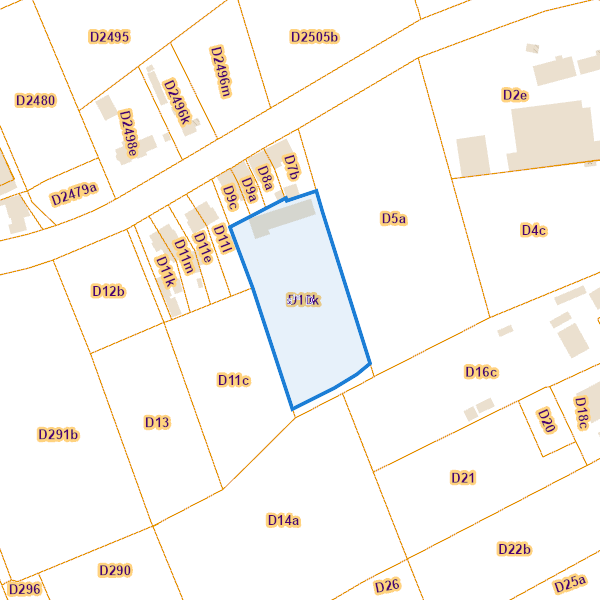 D2495
D2505b
D2496m
D2480
D2496k
D2e
D2498e
D7b
D8a
D9a
D9c
D2479a
D5a
D4c
D11l
D11e
D11m
D11k
D12b
D16c
D11c
D18c
D20
D13
D291b
D21
D14a
D22b
D290
D26
D25a
D296